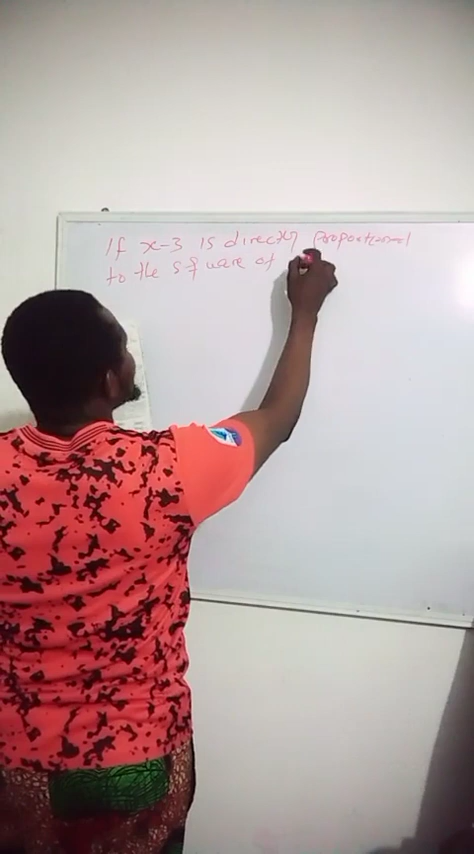 If x-3 is directly proportional
to the square of